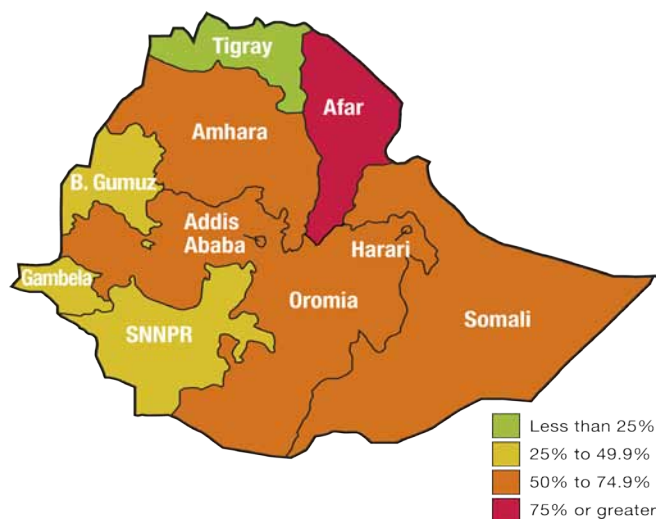 Tigray
Afar
Amhara
B. Gumuz
Addis
Ababa
Harari
Gambela
Oromia
Somali
SNNPR
Less than 25%
25% to 49.9%
50% to 74.9%
75% or greater